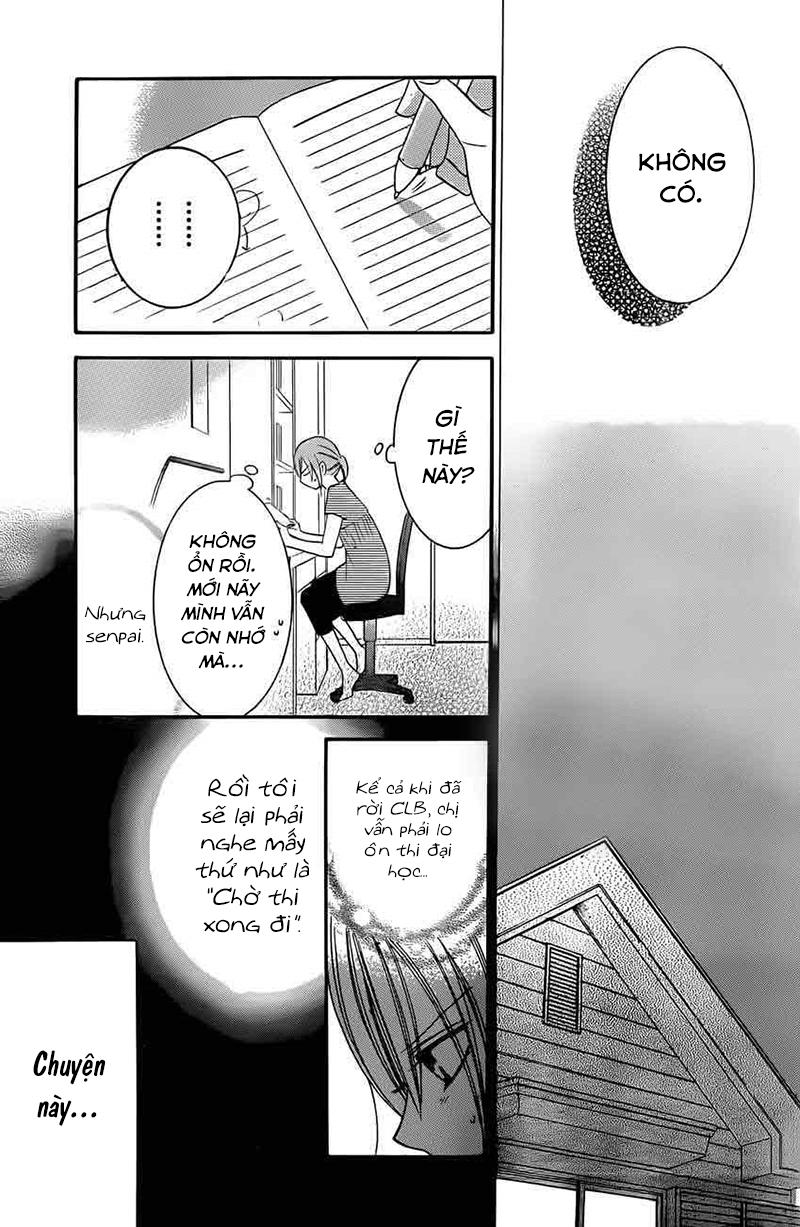 KHÔNG
CÓ.
......
GÌ
THẾ
NÀY?
KHÔNG
ỔN RỒI.
MỚI NÃY
MÌNH VẪN
CÒN NHỚ
MÀ...
Nhưng
senpai.
Kể cả khi đã
rời CLB, chị
vẫn phải lo
ôn thi đại
học...
Rồi tôi
sẽ lại phải
nghe mấy
thứ như là
"Chờ thi
xong đi".
Chuyện
này...